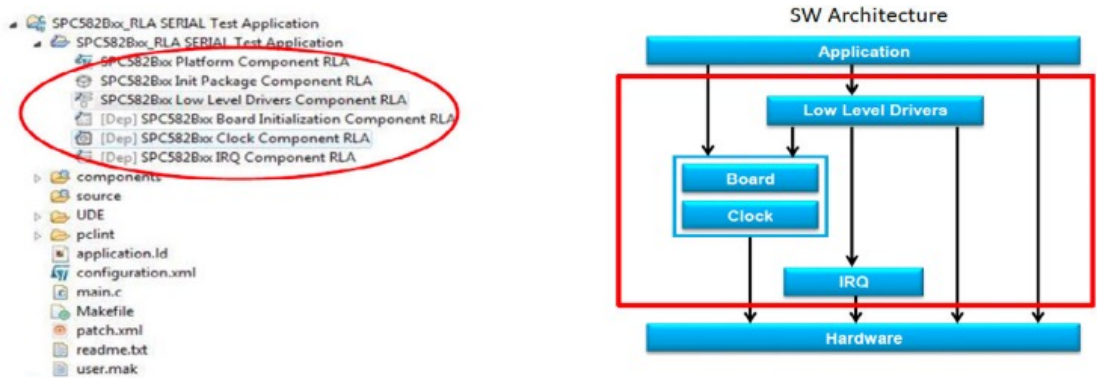 SPC582Bxx_RLA SERIAL Test Application
SPC582Bxx_RLA SERIAL Test Application
SPC582Bxx Platform Component RLA
SPC582Bxx Init Package Component RLA
SPC582Bxx Low Level Drivers Component RLA
[Dep] SPC582Bxx Board Initialization Component RLA
[Dep] SPC582Bxx Clock Component RLA
[Dep] SPC582Bxx IRQ Component RLA
components
source
UDE
pclint
application.ld
configuration.xml
main.c
Makefile
patch.xml
readme.txt
user.mak
SW Architecture
Application
Low Level Drivers
Board
Clock
IRQ
Hardware